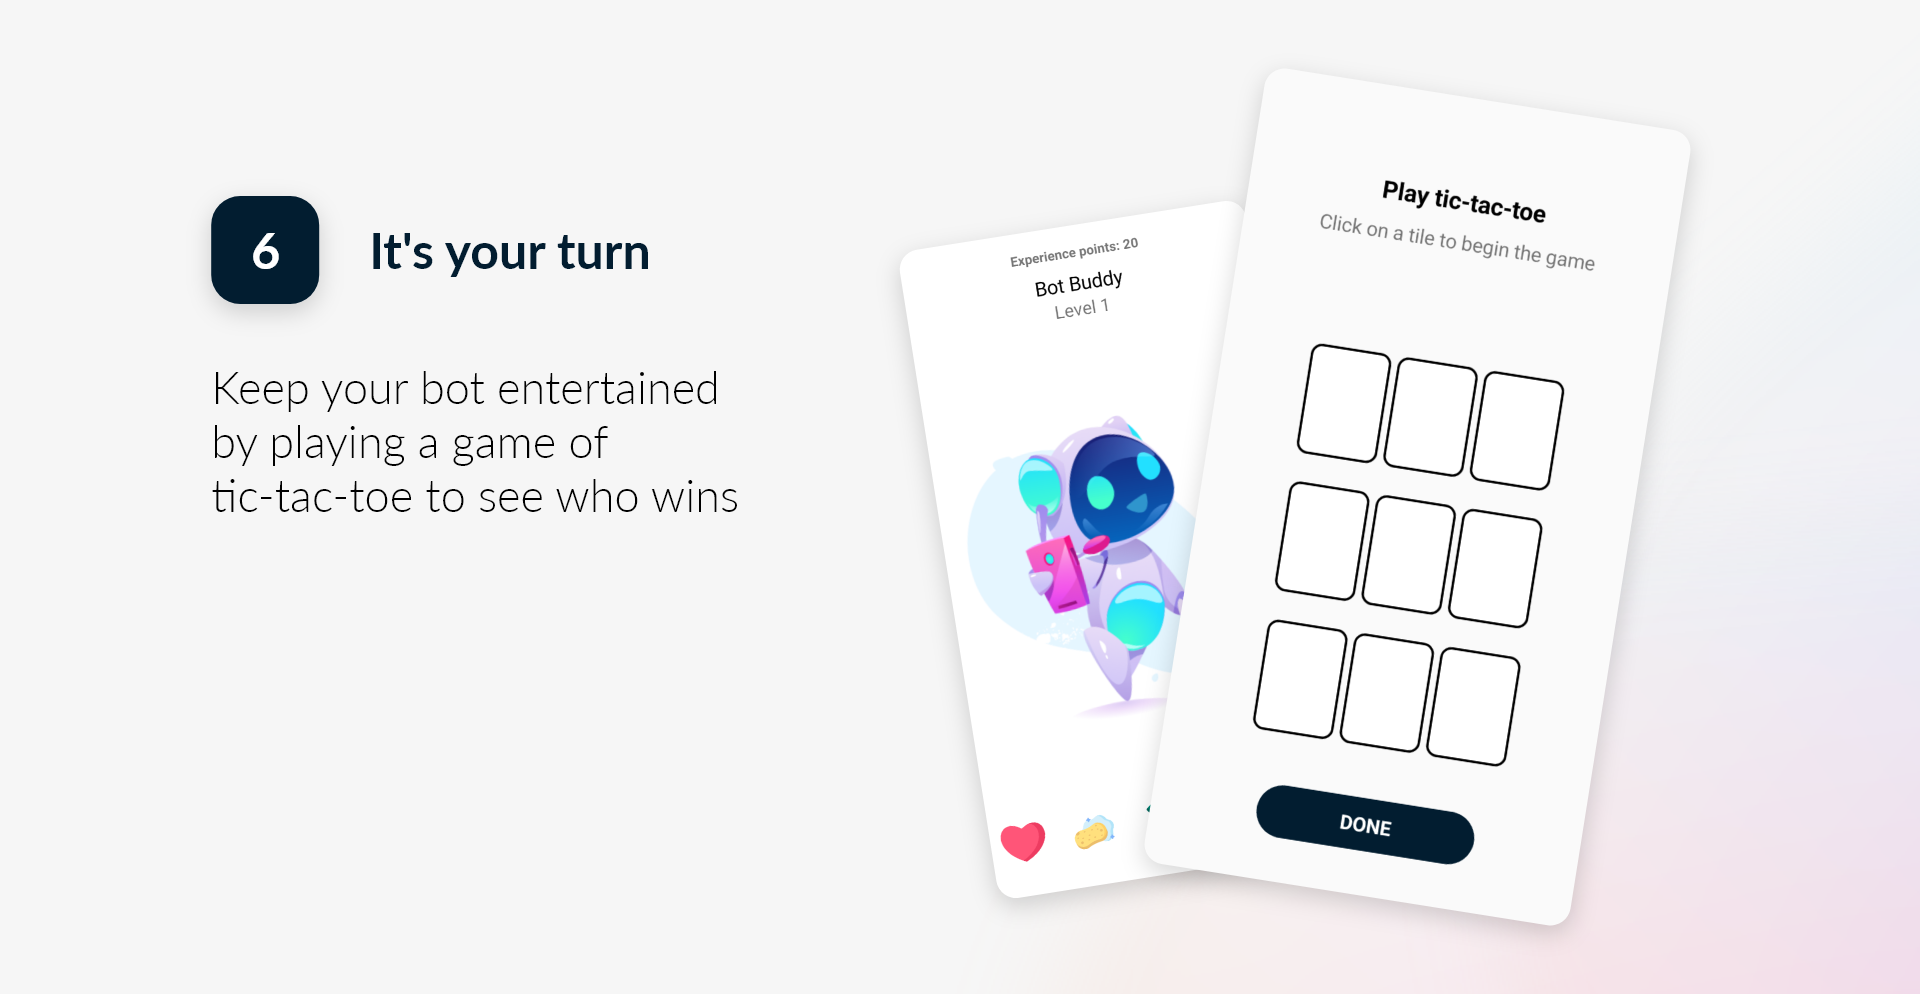 6
It's your turn
Keep your bot entertained
by playing a game of
tic-tac-toe to see who wins
Experience points: 20
Bot Buddy
Level 1
Play tic-tac-toe
Click on a tile to begin the game
DONE